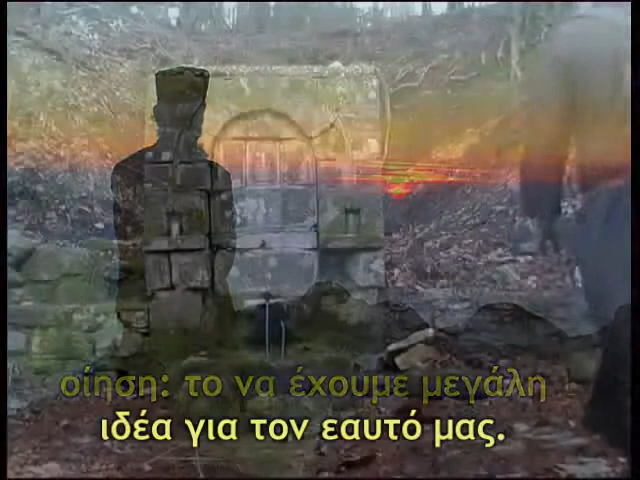 οίηση: το να έχουμε μεγάλη
ιδέα για τον εαυτό μας.